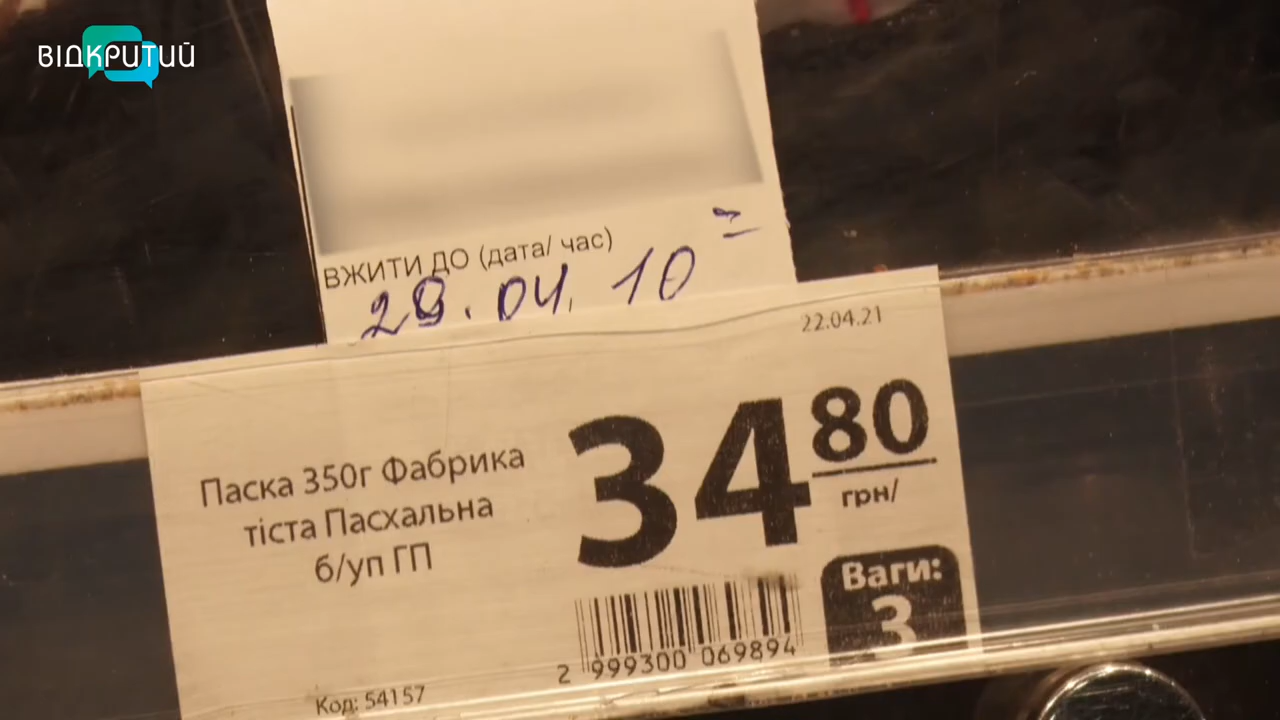 ВІДКРИТИЙ
ВЖИТИ ДО (дата/ час)
29.04. 10
22.04.21
Паска 350г Фабрика
тіста Пасхальна
б/уп ГП
34 80
грн/
Ваги:
3
2 999300 069894
Код: 54157